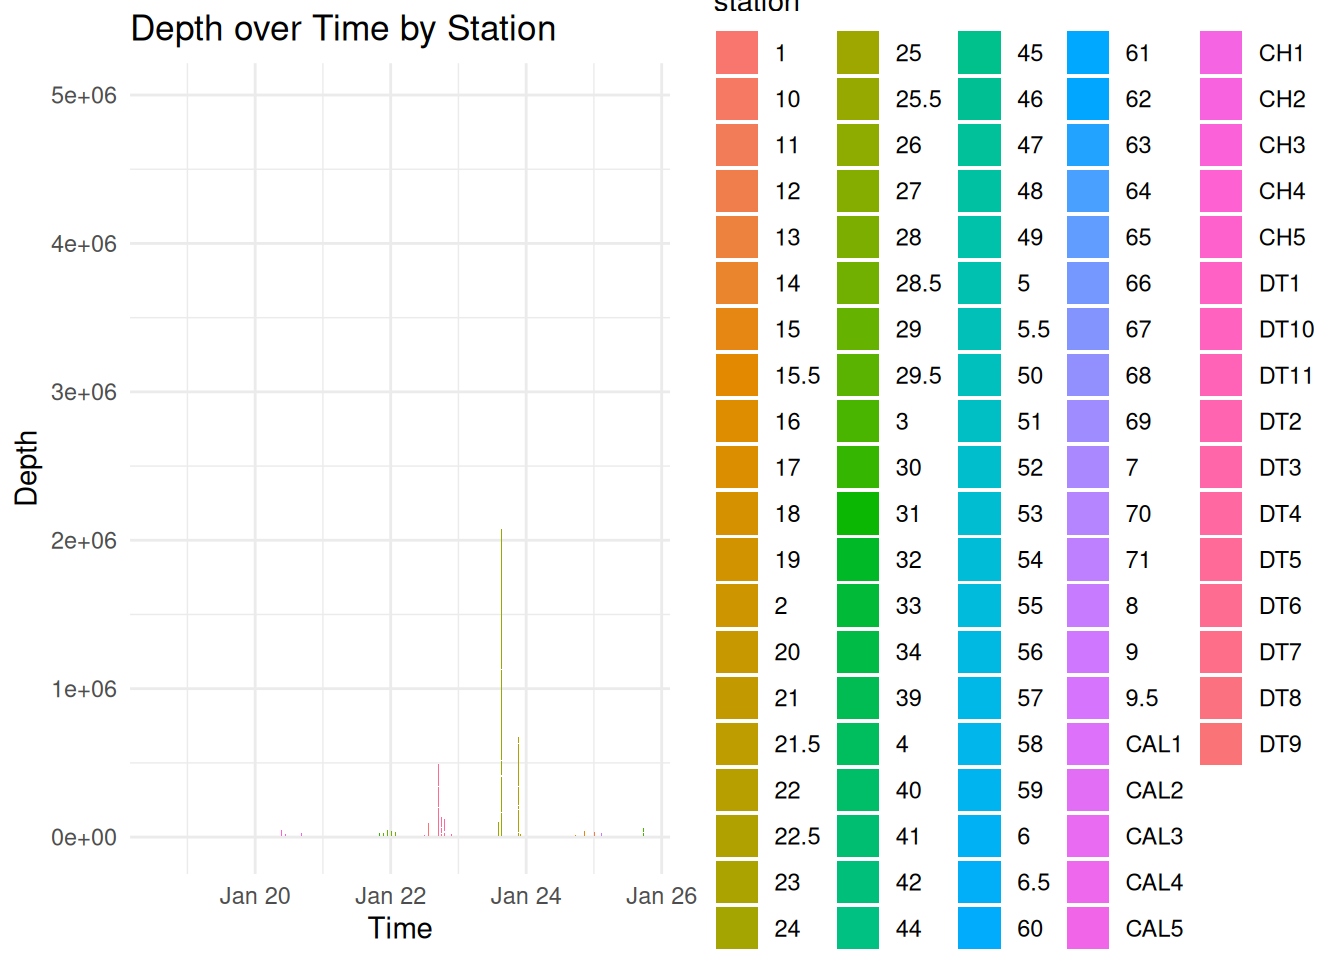 Depth over Time by Station
5e+06
4e+06
3e+06
2e+06
1e+06
0e+00
Depth
Jan 20 Jan 22 Jan 24 Jan 26
Time
station
1 25 45 61 CH1
10 25.5 46 62 CH2
11 26 47 63 CH3
12 27 48 64 CH4
13 28 49 65 CH5
14 28.5 5 66 DT1
15 29 5.5 67 DT10
15.5 29.5 50 68 DT11
16 3 51 69 DT2
17 30 52 7 DT3
18 31 53 70 DT4
19 32 54 71 DT5
2 33 55 8 DT6
20 34 56 9 DT7
21 39 57 9.5 DT8
21.5 4 58 CAL1 DT9
22 40 59 CAL2
22.5 41 6 CAL3
23 42 6.5 CAL4
24 44 60 CAL5